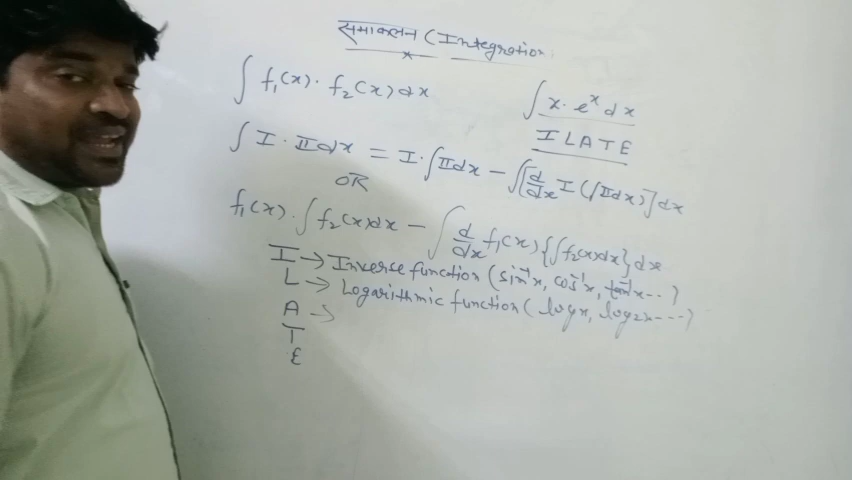 समाकलन (Integration:
∫ f₁(x) · f₂(x) dx
∫ x · eˣ dx
I L A T E
∫ I · II dx = I · ∫ II dx − ∫ [d/dx I (∫ II dx)] dx
OR
f₁(x) · ∫ f₂(x) dx − ∫ d/dx f₁(x) {∫ f₂(x) dx} dx
I → Inverse function (sin⁻¹x, cos⁻¹x, tan⁻¹x ...)
L → Logarithmic function (logx, log2x ---)
A →
T
E